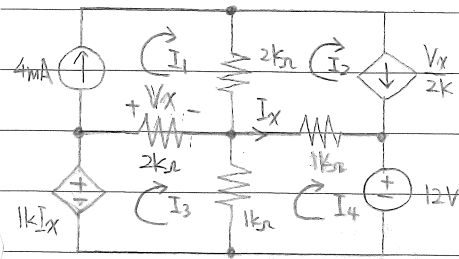 4mA
I1
2kΩ
I2
Vx/2K
+ Vx -
2kΩ
Ix
1kΩ
+ -
1kIx
I3
1kΩ
I4
+ -
12V